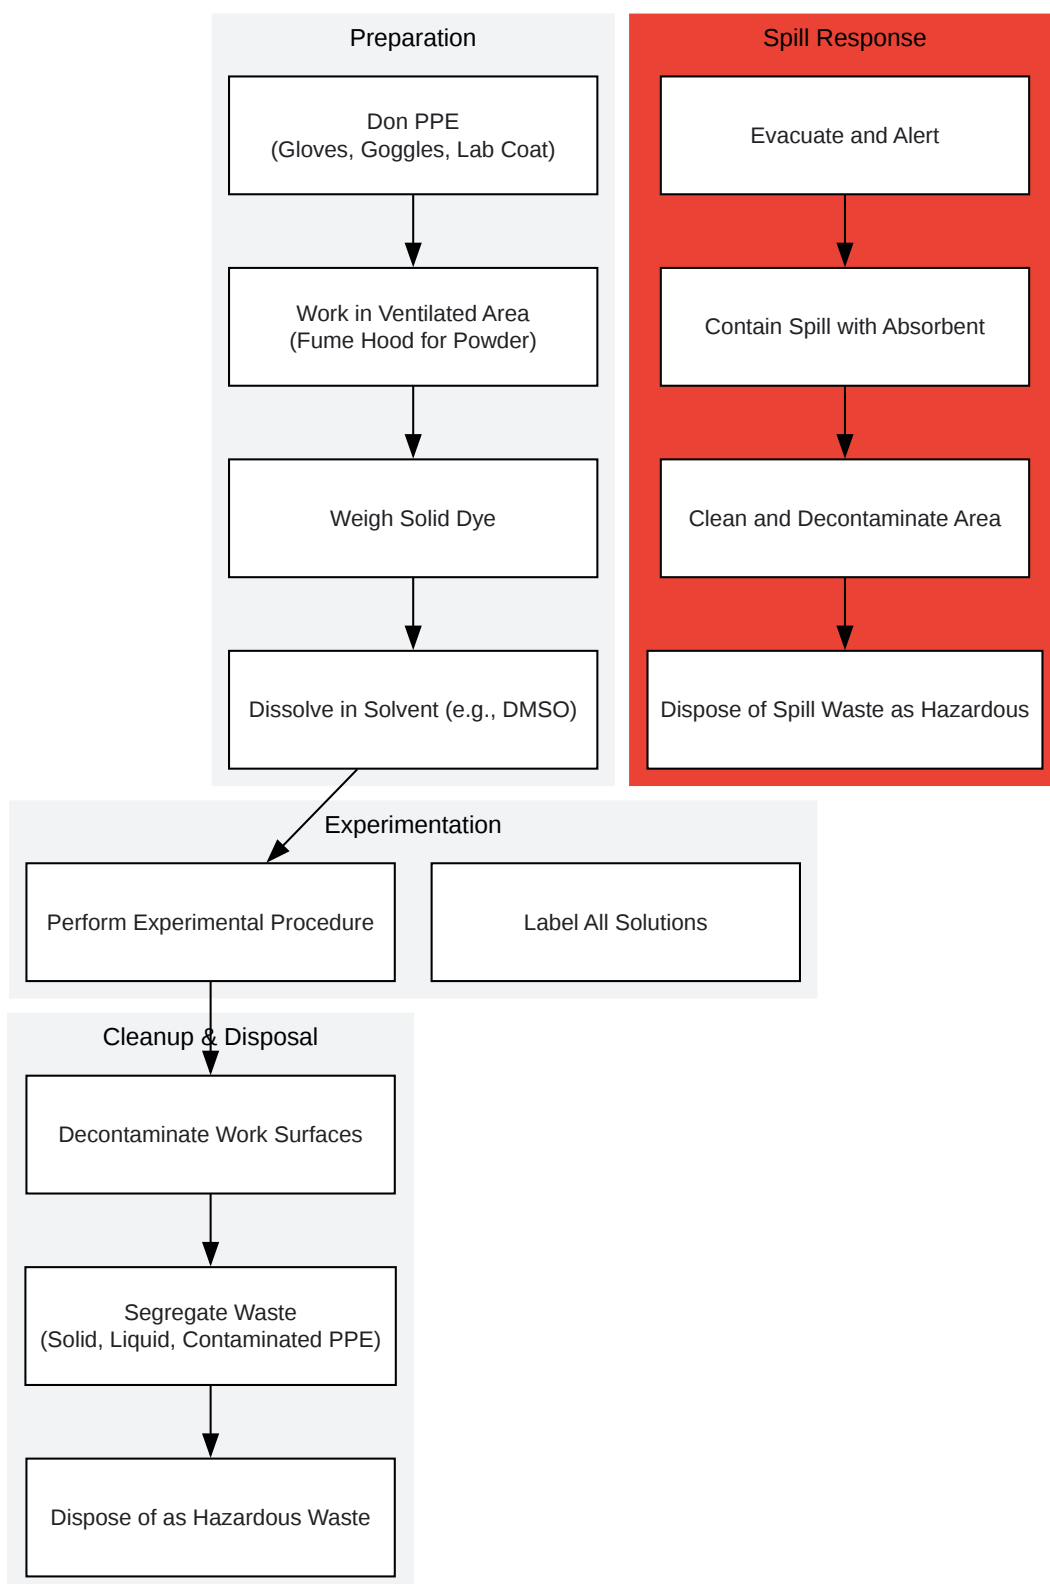 Preparation
Don PPE
(Gloves, Goggles, Lab Coat)
Work in Ventilated Area
(Fume Hood for Powder)
Weigh Solid Dye
Dissolve in Solvent (e.g., DMSO)
Spill Response
Evacuate and Alert
Contain Spill with Absorbent
Clean and Decontaminate Area
Dispose of Spill Waste as Hazardous
Experimentation
Perform Experimental Procedure
Label All Solutions
Cleanup & Disposal
Decontaminate Work Surfaces
Segregate Waste
(Solid, Liquid, Contaminated PPE)
Dispose of as Hazardous Waste